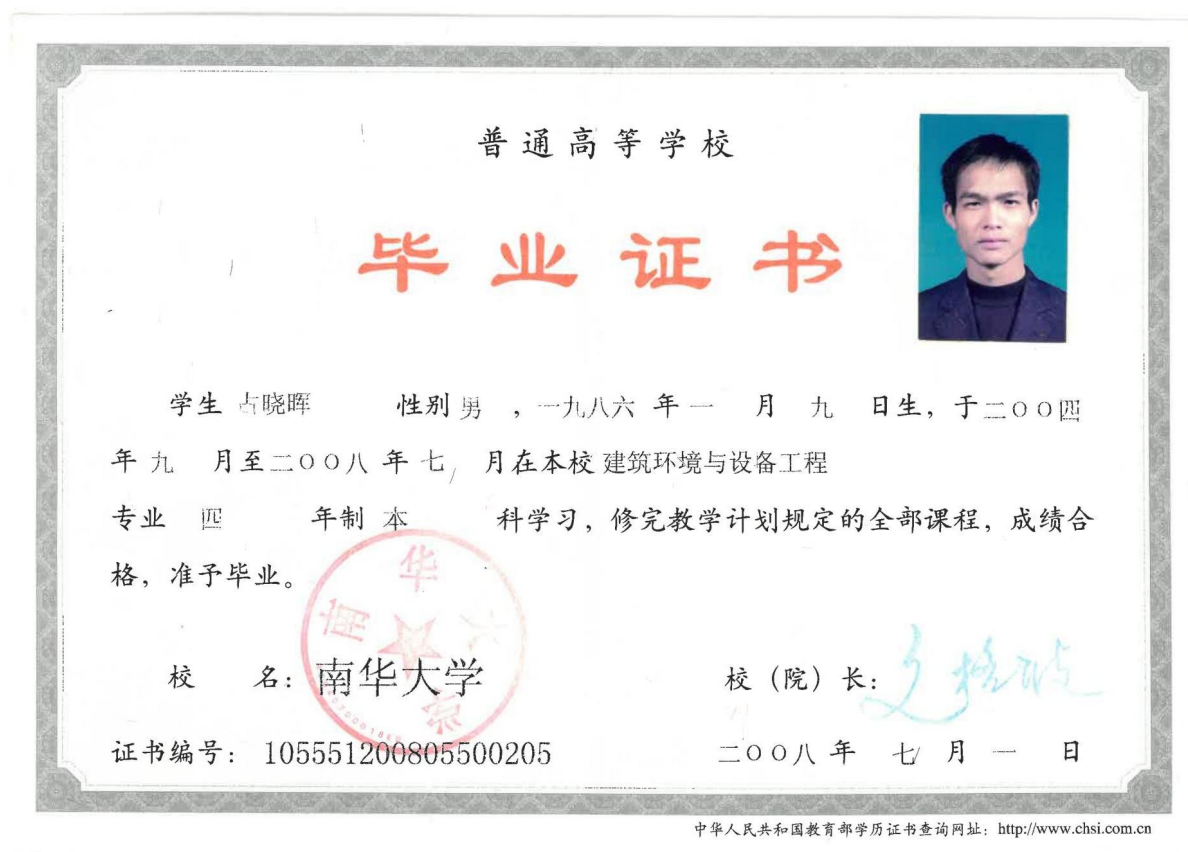 普通高等学校
毕业证书
学生 占晓晖 性别 男 ，一九八六 年 一 月 九 日生，于二〇〇四
年 九 月至二〇〇八 年 七 月在本校 建筑环境与设备工程
专业 四 年制 本 科学习，修完教学计划规定的全部课程，成绩合
格，准予毕业。
校 名：南华大学 校（院）长：
证书编号：105551200805500205 二〇〇八 年 七 月 一 日
南华大学
中华人民共和国教育部学历证书查询网址：http://www.chsi.com.cn